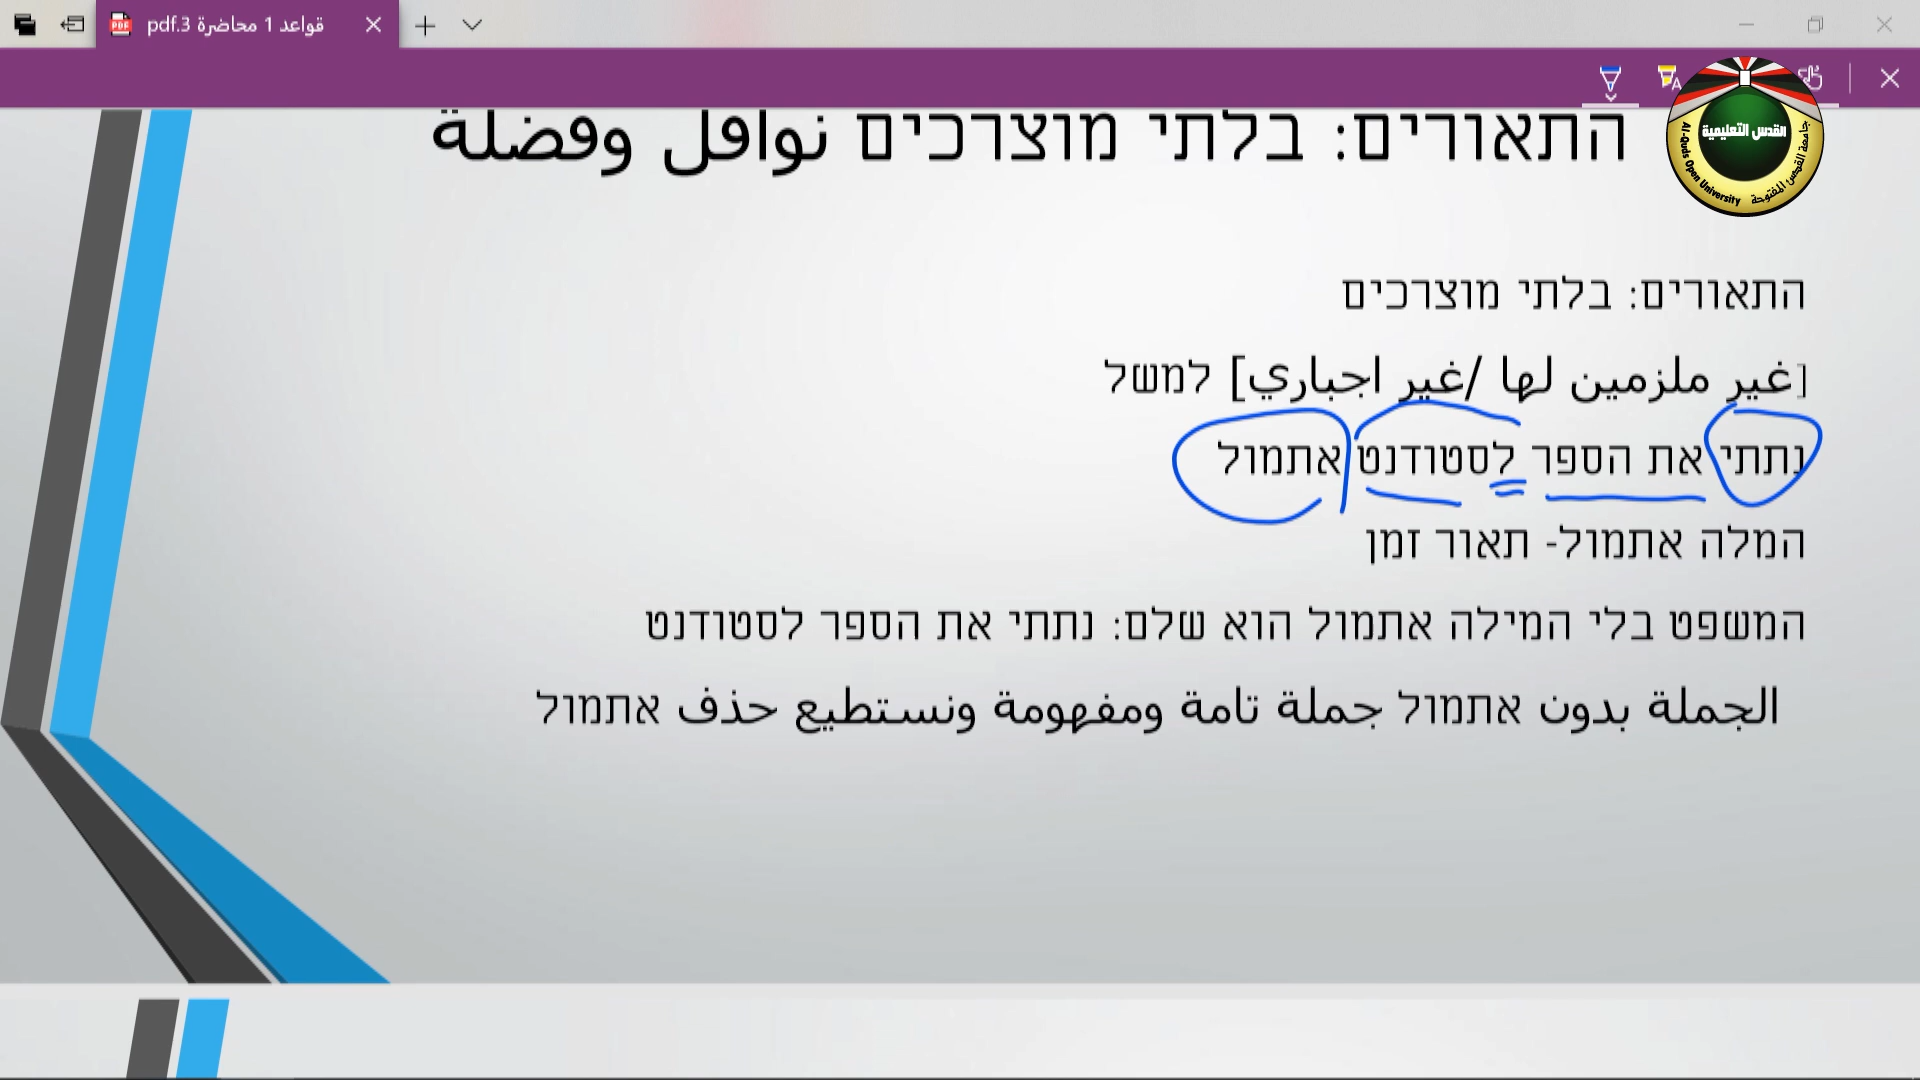 قواعد 1 محاضرة 3.pdf
התאורים: בלתי מוצרכים نوافل وفضلة
القدس التعليمية
جامعة القدس المفتوحة
Al-Quds Open University
התאורים: בלתי מוצרכים
[غير ملزمين لها /غير اجباري] למשל
נתתי את הספר לסטודנט אתמול
המלה אתמול- תאור זמן
המשפט בלי המילה אתמול הוא שלם: נתתי את הספר לסטודנט
الجملة بدون אתמול جملة تامة ومفهومة ونستطيع حذف אתמול